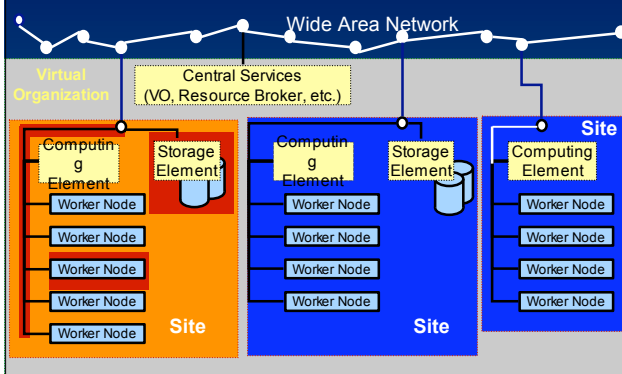 Wide Area Network
Virtual
Organization
Central Services
(VO, Resource Broker, etc.)
Computin
g
Element
Storage
Element
Worker Node
Worker Node
Worker Node
Worker Node
Worker Node
Site
Computin
g
Element
Storage
Element
Worker Node
Worker Node
Worker Node
Worker Node
Site
Site
Computing
Element
Worker Node
Worker Node
Worker Node
Worker Node